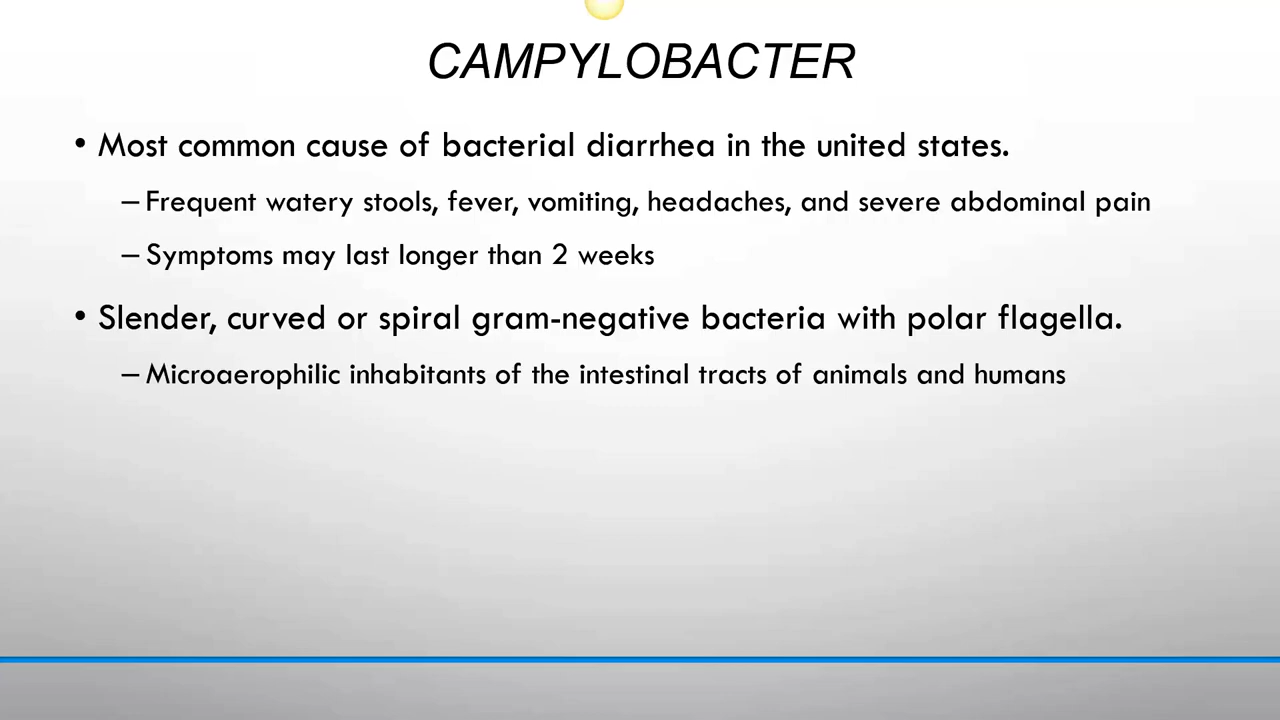 CAMPYLOBACTER
• Most common cause of bacterial diarrhea in the united states.
– Frequent watery stools, fever, vomiting, headaches, and severe abdominal pain
– Symptoms may last longer than 2 weeks
• Slender, curved or spiral gram-negative bacteria with polar flagella.
– Microaerophilic inhabitants of the intestinal tracts of animals and humans